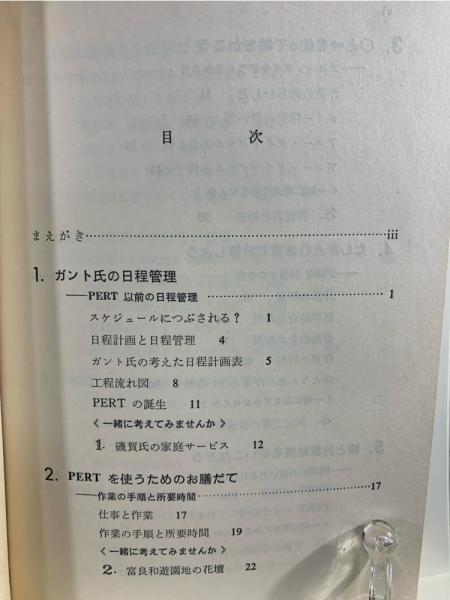 目 次
まえがき……………………………………………………iii
1. ガント氏の日程管理
——PERT 以前の日程管理 ……………………………… 1
スケジュールにつぶされる? 1
日程計画と日程管理 4
ガント氏の考えた日程計画表 5
工程流れ図 8
PERT の誕生 11
《一緒に考えてみませんか》
1. 磯賀氏の家庭サービス 12
2. PERT を使うためのお膳だて
——作業の手順と所要時間……………………………17
仕事と作業 17
作業の手順と所要時間 19
《一緒に考えてみませんか》
2. 富良和遊園地の花壇 22